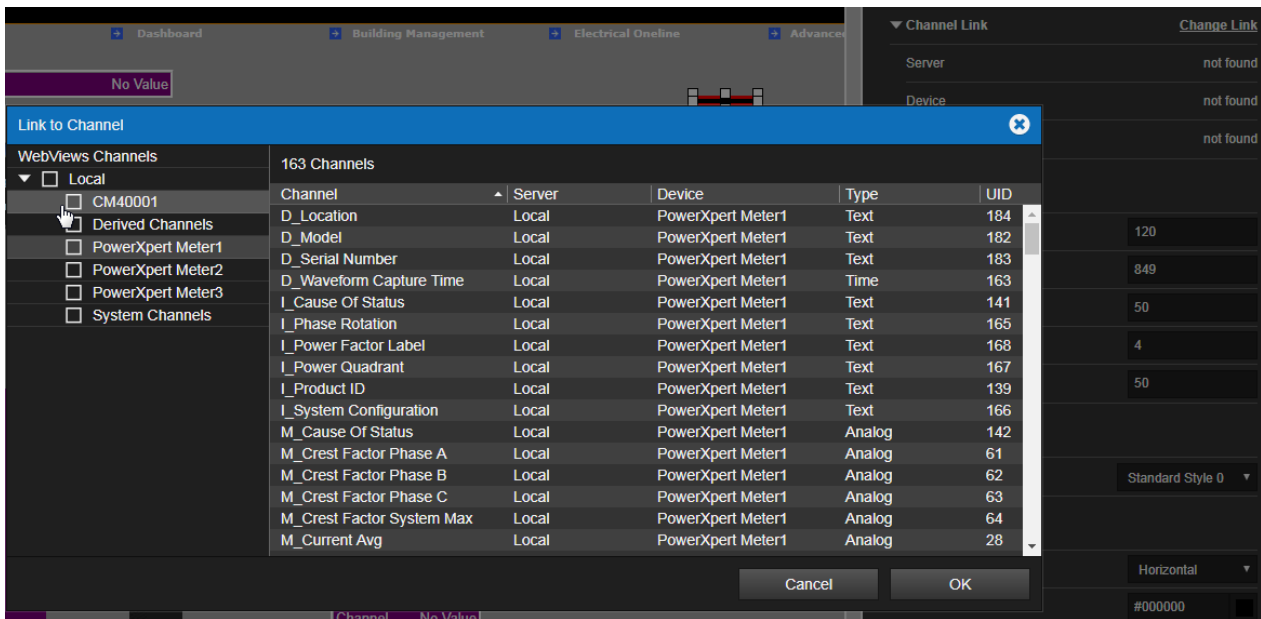 Dashboard Building Management Electrical Oneline Advanced
Channel Link Change Link
Server not found
No Value
Device not found
Link to Channel
not found
WebViews Channels
Local
CM40001
Derived Channels
PowerXpert Meter1
PowerXpert Meter2
PowerXpert Meter3
System Channels
163 Channels
Channel Server Device Type UID
D_Location Local PowerXpert Meter1 Text 184
D_Model Local PowerXpert Meter1 Text 182
D_Serial Number Local PowerXpert Meter1 Text 183
D_Waveform Capture Time Local PowerXpert Meter1 Time 163
I_Cause Of Status Local PowerXpert Meter1 Text 141
I_Phase Rotation Local PowerXpert Meter1 Text 165
I_Power Factor Label Local PowerXpert Meter1 Text 168
I_Power Quadrant Local PowerXpert Meter1 Text 167
I_Product ID Local PowerXpert Meter1 Text 139
I_System Configuration Local PowerXpert Meter1 Text 166
M_Cause Of Status Local PowerXpert Meter1 Analog 142
M_Crest Factor Phase A Local PowerXpert Meter1 Analog 61
M_Crest Factor Phase B Local PowerXpert Meter1 Analog 62
M_Crest Factor Phase C Local PowerXpert Meter1 Analog 63
M_Crest Factor System Max Local PowerXpert Meter1 Analog 64
M_Current Avg Local PowerXpert Meter1 Analog 28
Cancel OK
120
849
50
4
50
Standard Style 0
Horizontal
#000000
Channel No Value